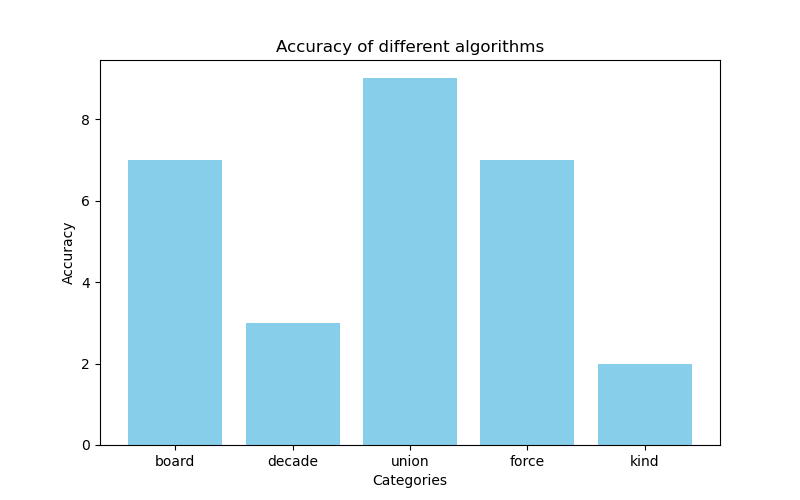 Accuracy of different algorithms
Accuracy
8
6
4
2
0
board decade union force kind
Categories